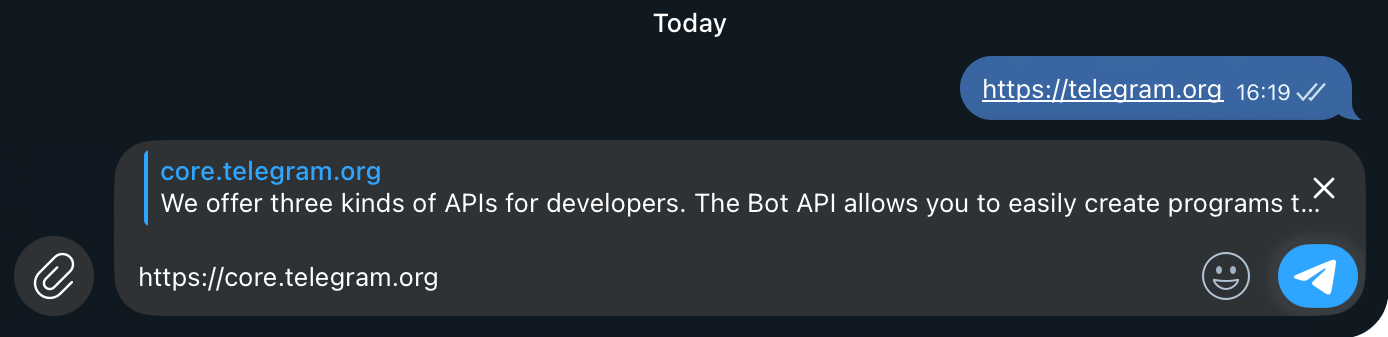 Today
https://telegram.org 16:19
core.telegram.org
We offer three kinds of APIs for developers. The Bot API allows you to easily create programs t...
https://core.telegram.org